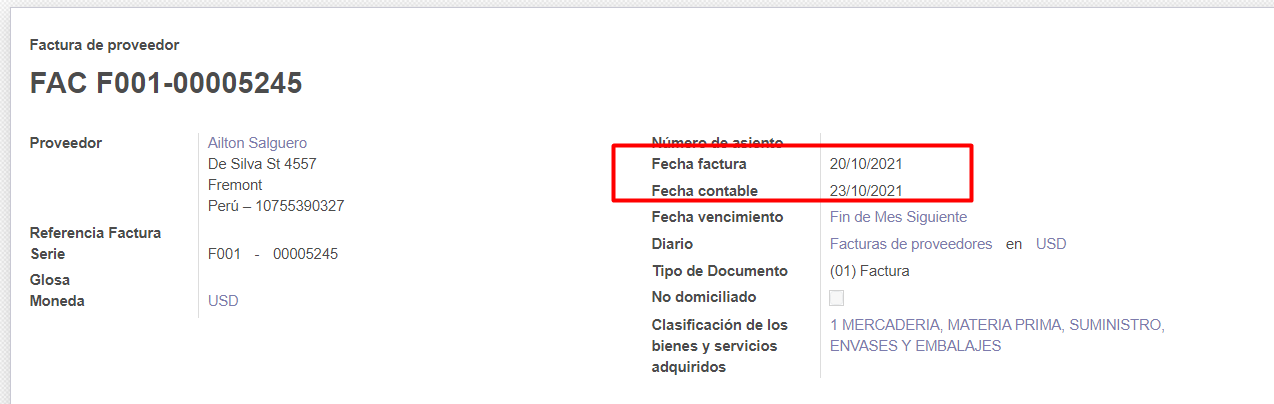 Factura de proveedor
FAC F001-00005245
Proveedor
Ailton Salguero
De Silva St 4557
Fremont
Perú – 10755390327
Referencia Factura
Serie
F001 - 00005245
Glosa
Moneda
USD
Número de asiento
Fecha factura
20/10/2021
Fecha contable
23/10/2021
Fecha vencimiento
Fin de Mes Siguiente
Diario
Facturas de proveedores en USD
Tipo de Documento
(01) Factura
No domiciliado
Clasificación de los
bienes y servicios
adquiridos
1 MERCADERIA, MATERIA PRIMA, SUMINISTRO,
ENVASES Y EMBALAJES